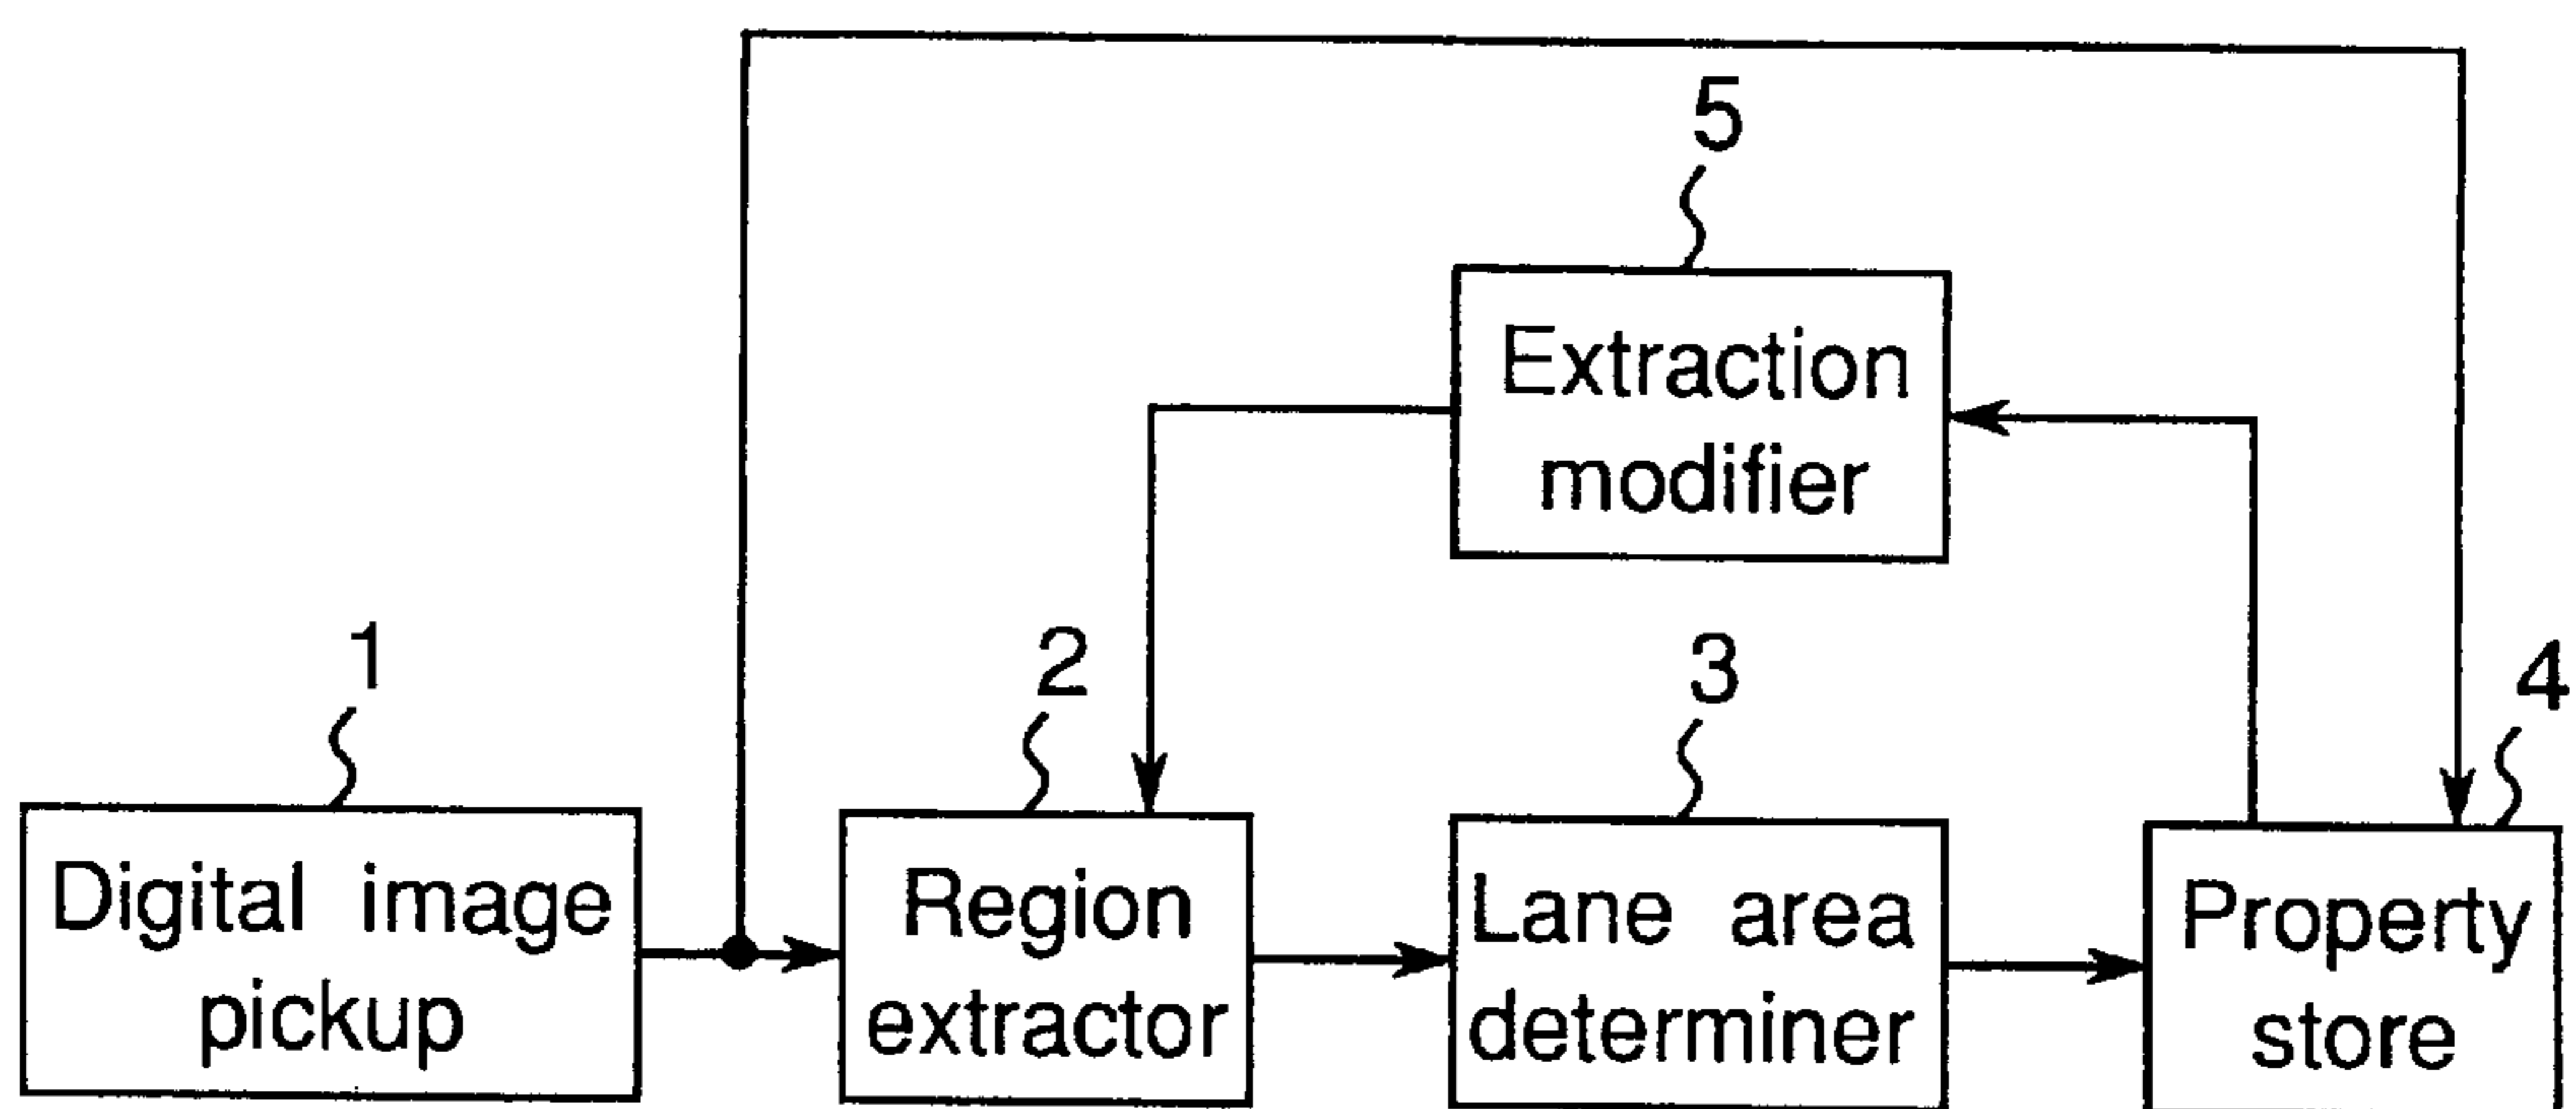 5
Extraction
modifier
1
2
3
4
Digital image
pickup
Region
extractor
Lane area
determiner
Property
store